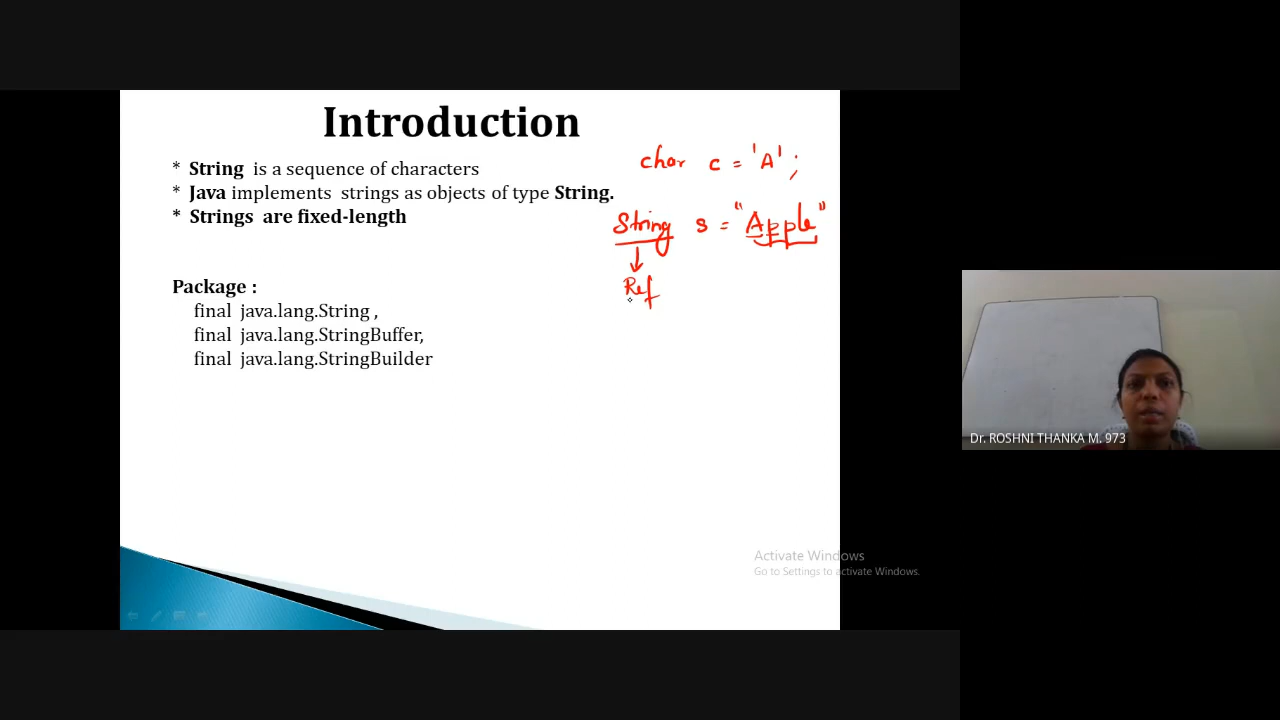 Introduction
* String is a sequence of characters
* Java implements strings as objects of type String.
* Strings are fixed-length
char c = 'A' ;
String s = "Apple"
Ref
Package :
final java.lang.String ,
final java.lang.StringBuffer,
final java.lang.StringBuilder
Dr. ROSHNI THANKA M. 973
Activate Windows
Go to Settings to activate Windows.